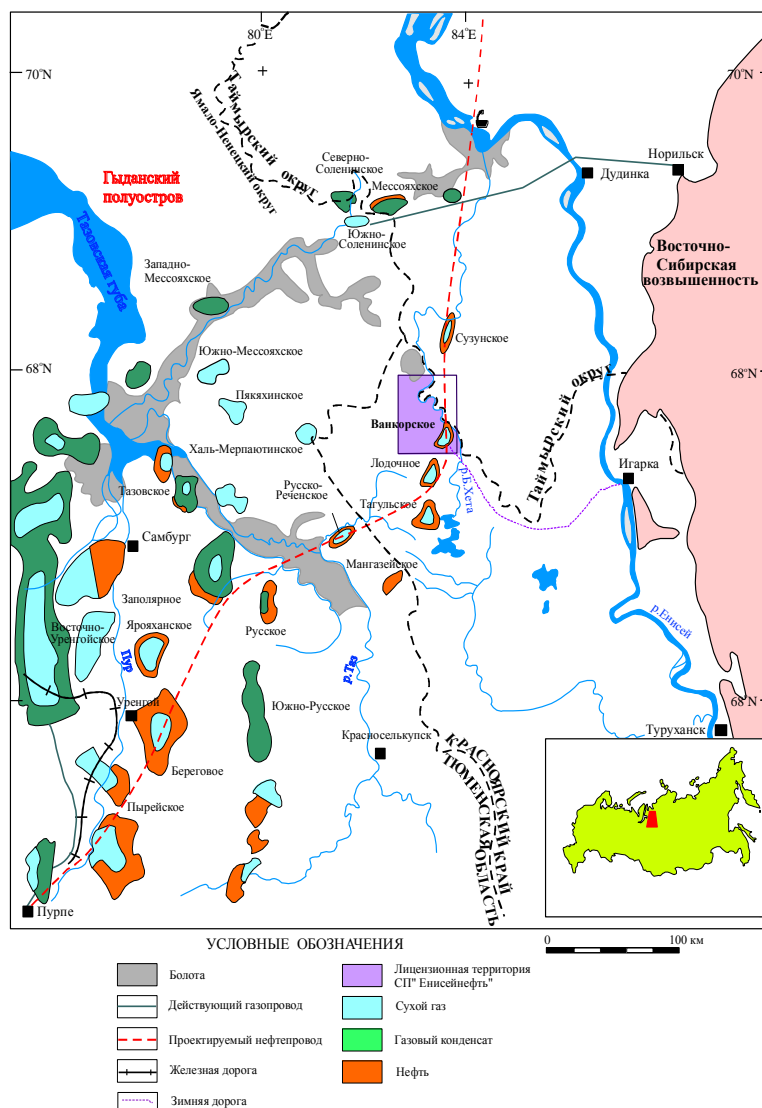 80°E
84°E
70°N
70°N
Таймырский округ
Ямало-Ненецкий округ
Северно-
Соленинское
Мессояхское
Норильск
Дудинка
Гыданский
полуостров
Южно-
Соленинское
Тазовская губа
Восточно-
Сибирская
возвышенность
Западно-
Мессояхское
Сузунское
Южно-Мессояхское
68°N
68°N
Пякяхинское
Таймырский округ
Ванкорское
Халь-Мерпаютинское
Лодочное
Русско-
Реченское
Игарка
р.Б.Хета
Тазовское
Тагульское
Самбург
Мангазейское
Заполярное
Восточно-
Уренгойское
Ярояханское
Русское
р.Енисей
Пур
р.Таз
Уренгой
Южно-Русское
68°N
Туруханск
Красноселькупск
КРАСНОЯРСКИЙ КРАЙ
ТЮМЕНСКАЯ ОБЛАСТЬ
Береговое
Пырейское
Пурпе
0
100 км
УСЛОВНЫЕ ОБОЗНАЧЕНИЯ
Болота
Лицензионная территория
СП" Енисейнефть"
Действующий газопровод
Сухой газ
Проектируемый нефтепровод
Газовый конденсат
Железная дорога
Нефть
Зимняя дорога